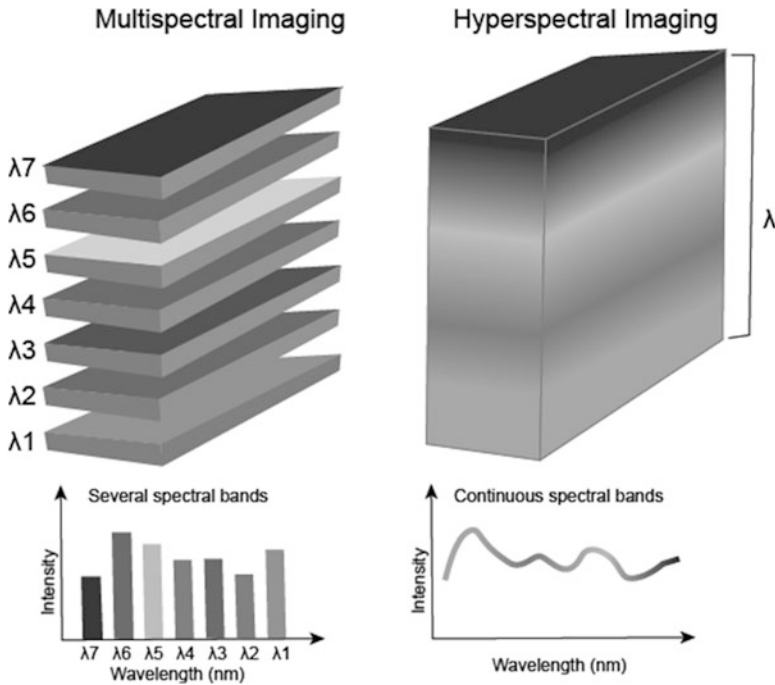 Multispectral Imaging
Hyperspectral Imaging
λ7
λ6
λ5
λ4
λ3
λ2
λ1
λ
Several spectral bands
Intensity
λ7 λ6 λ5 λ4 λ3 λ2 λ1
Wavelength (nm)
Continuous spectral bands
Intensity
Wavelength (nm)